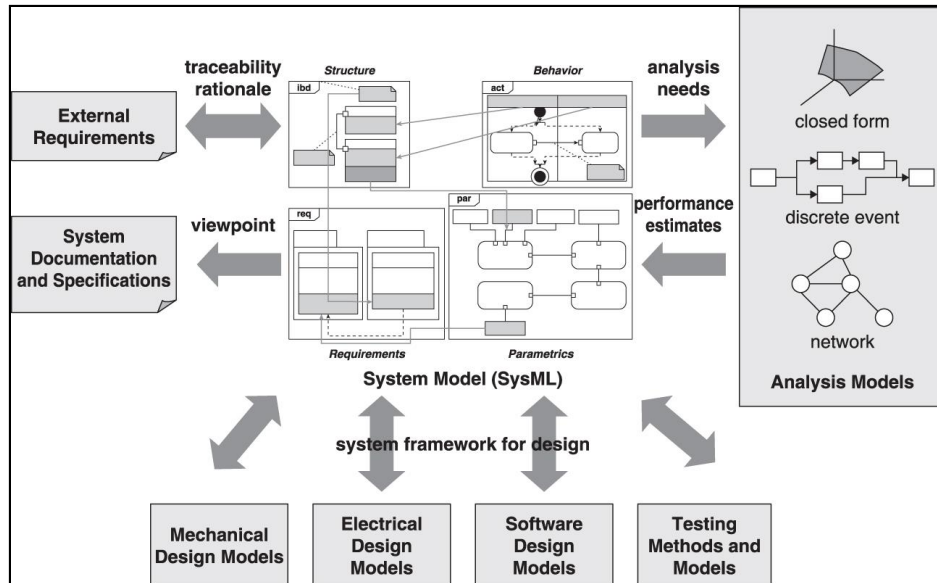 traceability
rationale
External
Requirements
viewpoint
System
Documentation
and Specifications
Structure
ibd
Behavior
act
req
par
Requirements
Parametrics
System Model (SysML)
analysis
needs
performance
estimates
closed form
discrete event
network
Analysis Models
system framework for design
Mechanical
Design Models
Electrical
Design
Models
Software
Design
Models
Testing
Methods and
Models